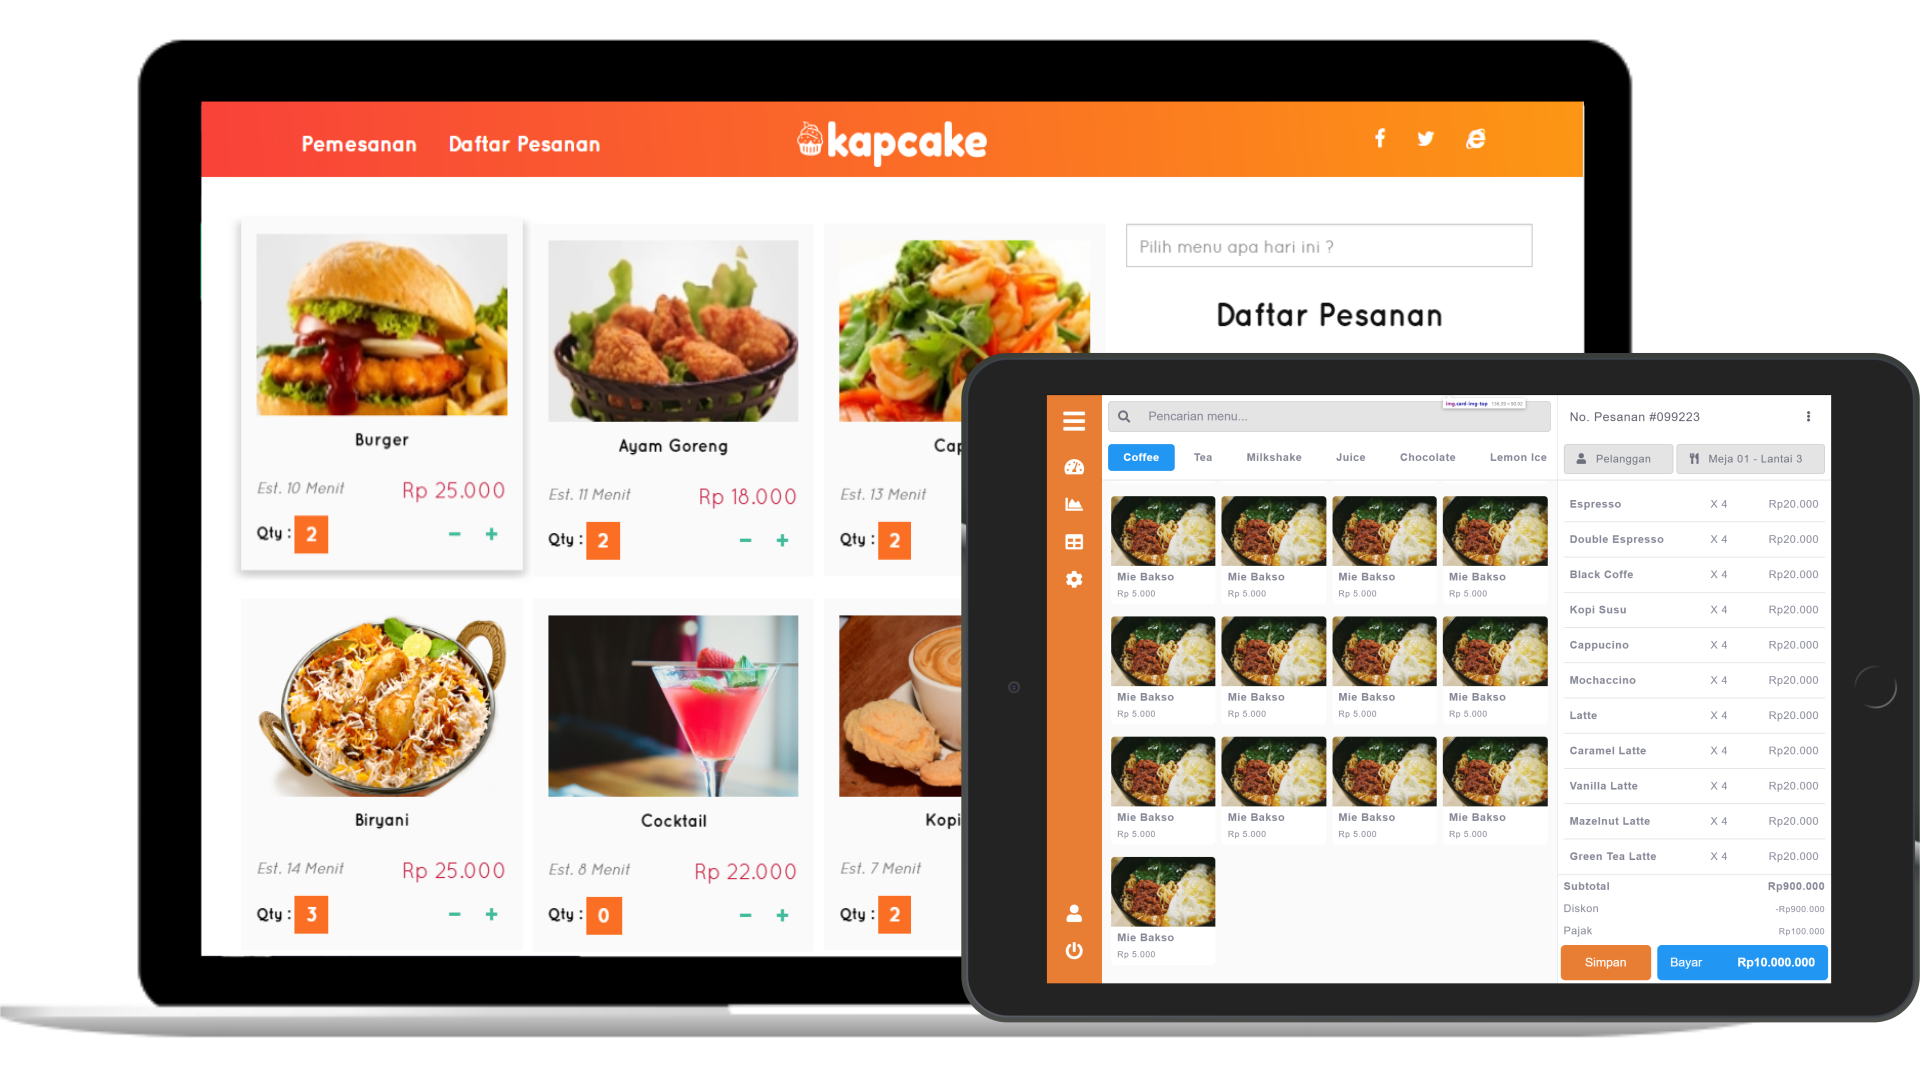 Pemesanan Daftar Pesanan kapcake
Pilih menu apa hari ini ?
Daftar Pesanan
Burger
Est. 10 Menit Rp 25.000
Qty : 2 - +
Ayam Goreng
Est. 11 Menit Rp 18.000
Qty : 2 - +
Cap
Est. 13 Menit
Qty : 2
Biryani
Est. 14 Menit Rp 25.000
Qty : 3 - +
Cocktail
Est. 8 Menit Rp 22.000
Qty : 0 - +
Kopi
Est. 7 Menit
Qty : 2
Pencarian menu...
img.card-img-top
Coffee Tea Milkshake Juice Chocolate Lemon Ice
Mie Bakso Mie Bakso Mie Bakso Mie Bakso
Rp 5.000 Rp 5.000 Rp 5.000 Rp 5.000
Mie Bakso Mie Bakso Mie Bakso Mie Bakso
Rp 5.000 Rp 5.000 Rp 5.000 Rp 5.000
Mie Bakso Mie Bakso Mie Bakso Mie Bakso
Rp 5.000 Rp 5.000 Rp 5.000 Rp 5.000
Mie Bakso
Rp 5.000
No. Pesanan #099223
Pelanggan Meja 01 - Lantai 3
Espresso X 4 Rp20.000
Double Espresso X 4 Rp20.000
Black Coffe X 4 Rp20.000
Kopi Susu X 4 Rp20.000
Cappucino X 4 Rp20.000
Mochaccino X 4 Rp20.000
Latte X 4 Rp20.000
Caramel Latte X 4 Rp20.000
Vanilla Latte X 4 Rp20.000
Mazelnut Latte X 4 Rp20.000
Green Tea Latte X 4 Rp20.000
Subtotal Rp900.000
Diskon -Rp900.000
Pajak Rp100.000
Simpan Bayar Rp10.000.000